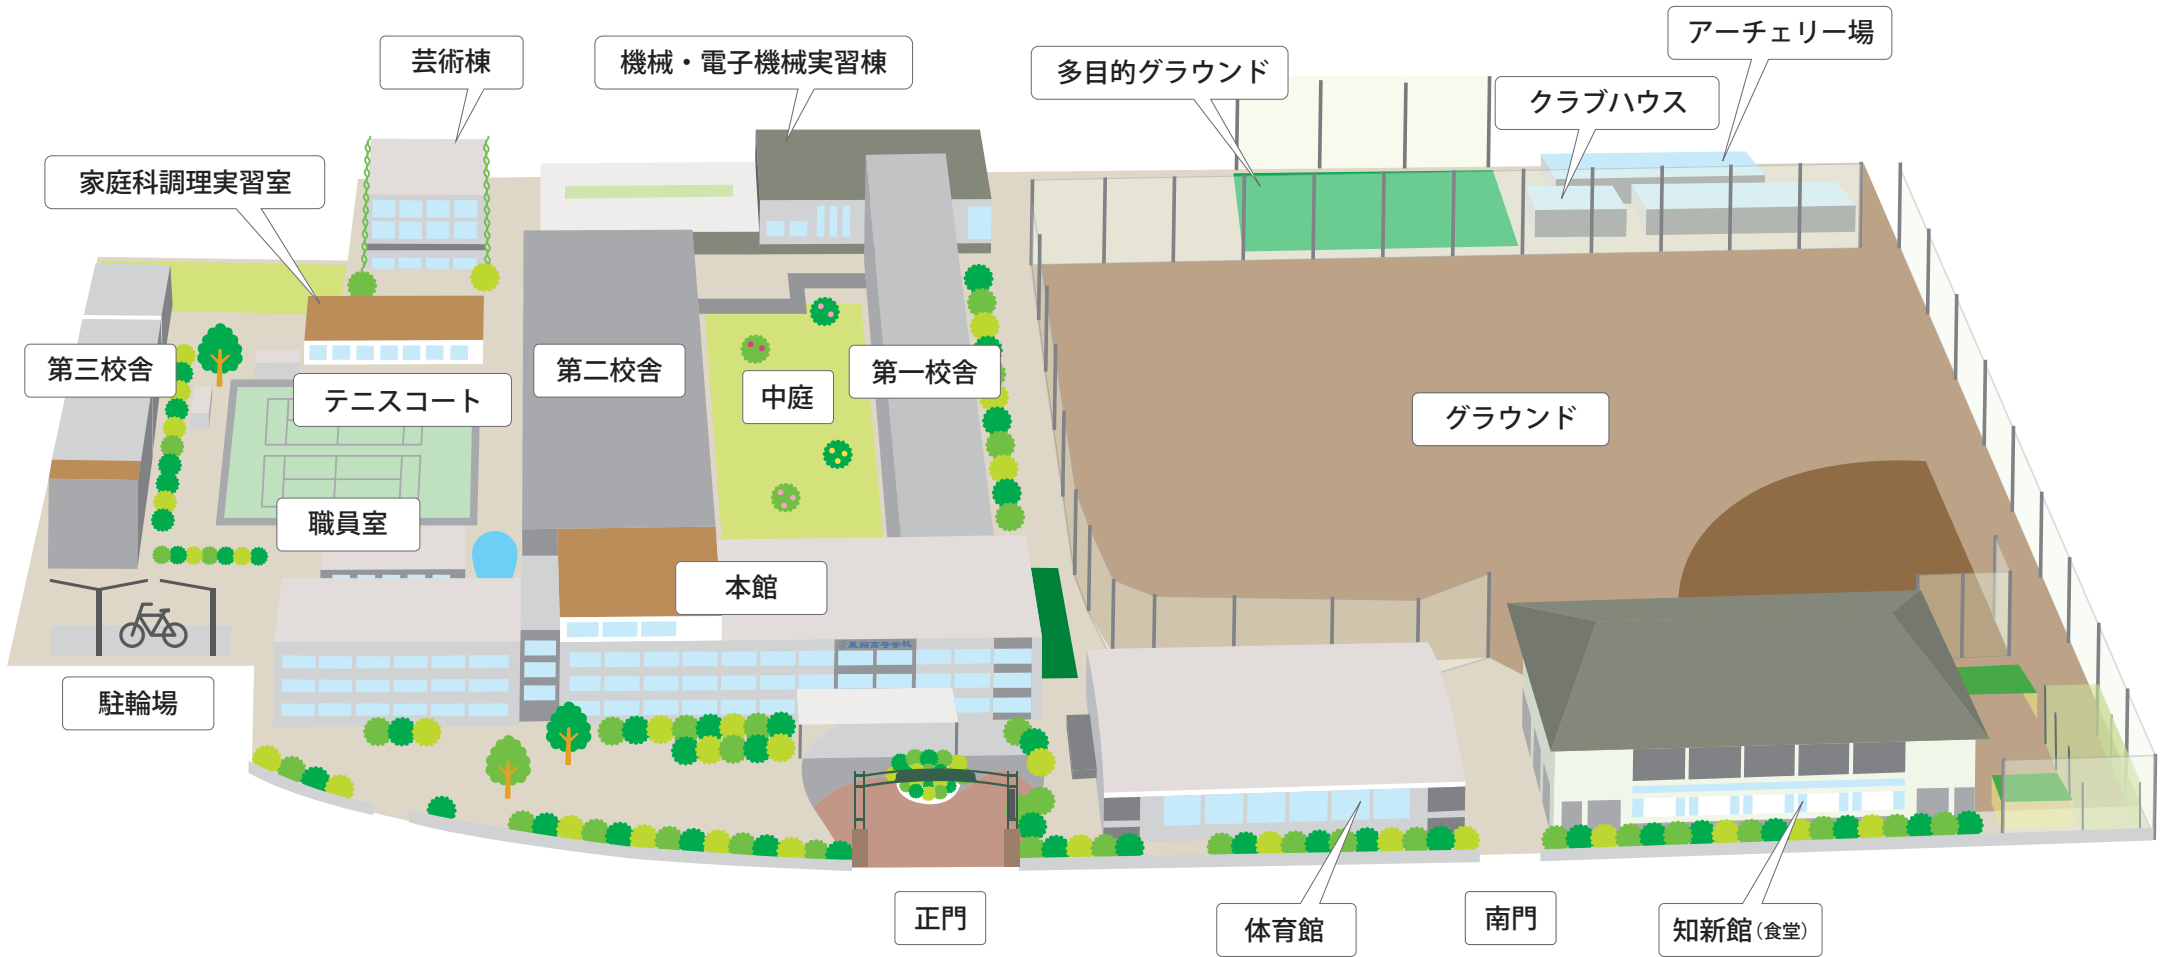 アーチェリー場
芸術棟
機械・電子機械実習棟
多目的グラウンド
クラブハウス
家庭科調理実習室
第三校舎
テニスコート
第二校舎
中庭
第一校舎
グラウンド
職員室
本館
駐輪場
正門
体育館
南門
知新館(食堂)